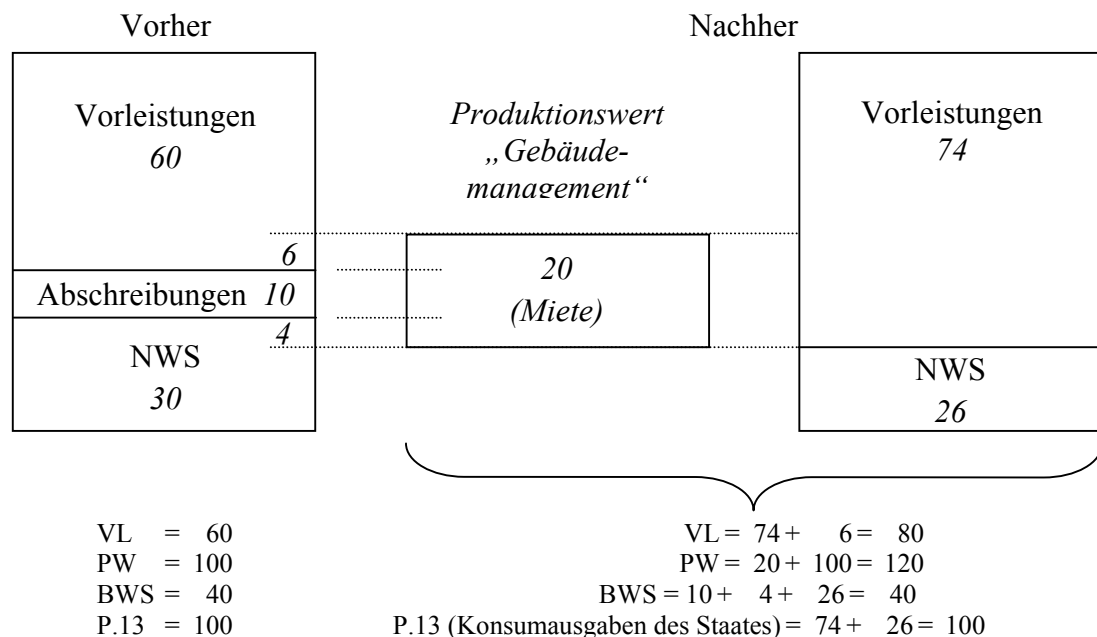 Vorher
Nachher
Vorleistungen
60
6
Abschreibungen 10
4
NWS
30
Produktionswert
„Gebäude-
management“
20
(Miete)
Vorleistungen
74
NWS
26
VL = 60
PW = 100
BWS = 40
P.13 = 100
VL = 74 + 6 = 80
PW = 20 + 100 = 120
BWS = 10 + 4 + 26 = 40
P.13 (Konsumausgaben des Staates) = 74 + 26 = 100